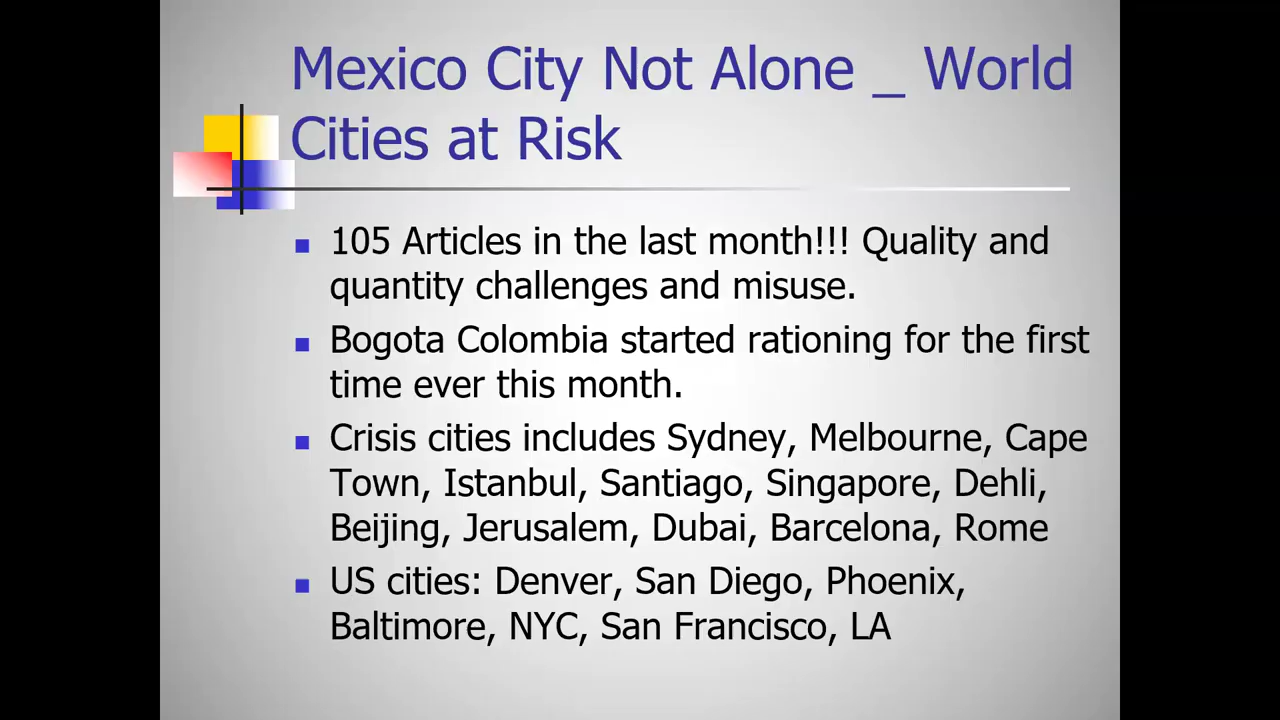 Mexico City Not Alone _ World
Cities at Risk
105 Articles in the last month!!! Quality and
quantity challenges and misuse.
Bogota Colombia started rationing for the first
time ever this month.
Crisis cities includes Sydney, Melbourne, Cape
Town, Istanbul, Santiago, Singapore, Dehli,
Beijing, Jerusalem, Dubai, Barcelona, Rome
US cities: Denver, San Diego, Phoenix,
Baltimore, NYC, San Francisco, LA